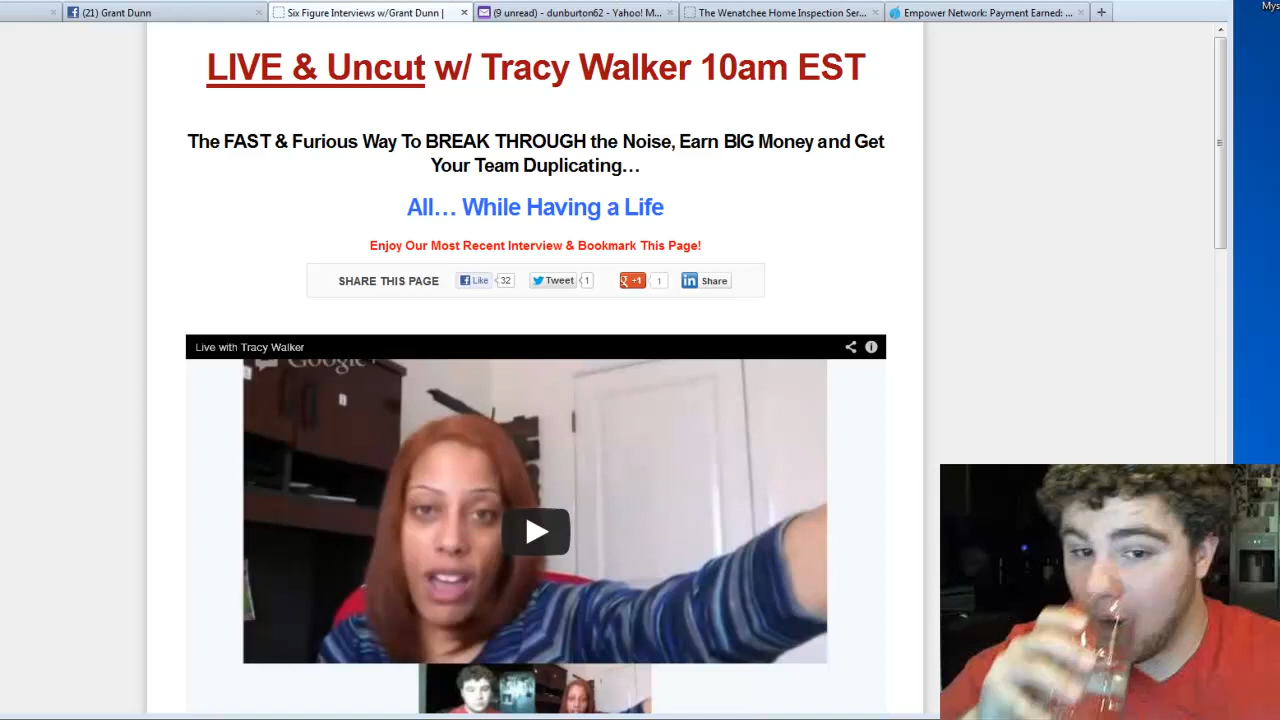 (21) Grant Dunn
Six Figure Interviews w/Grant Dunn |
(9 unread) - dunburton62 - Yahoo! M...
The Wenatchee Home Inspection Ser...
Empower Network: Payment Earned: ...
Mys
LIVE & Uncut w/ Tracy Walker 10am EST
The FAST & Furious Way To BREAK THROUGH the Noise, Earn BIG Money and Get
Your Team Duplicating…
All… While Having a Life
Enjoy Our Most Recent Interview & Bookmark This Page!
SHARE THIS PAGE Like 32 Tweet 1 +1 1 Share
Live with Tracy Walker
Google+